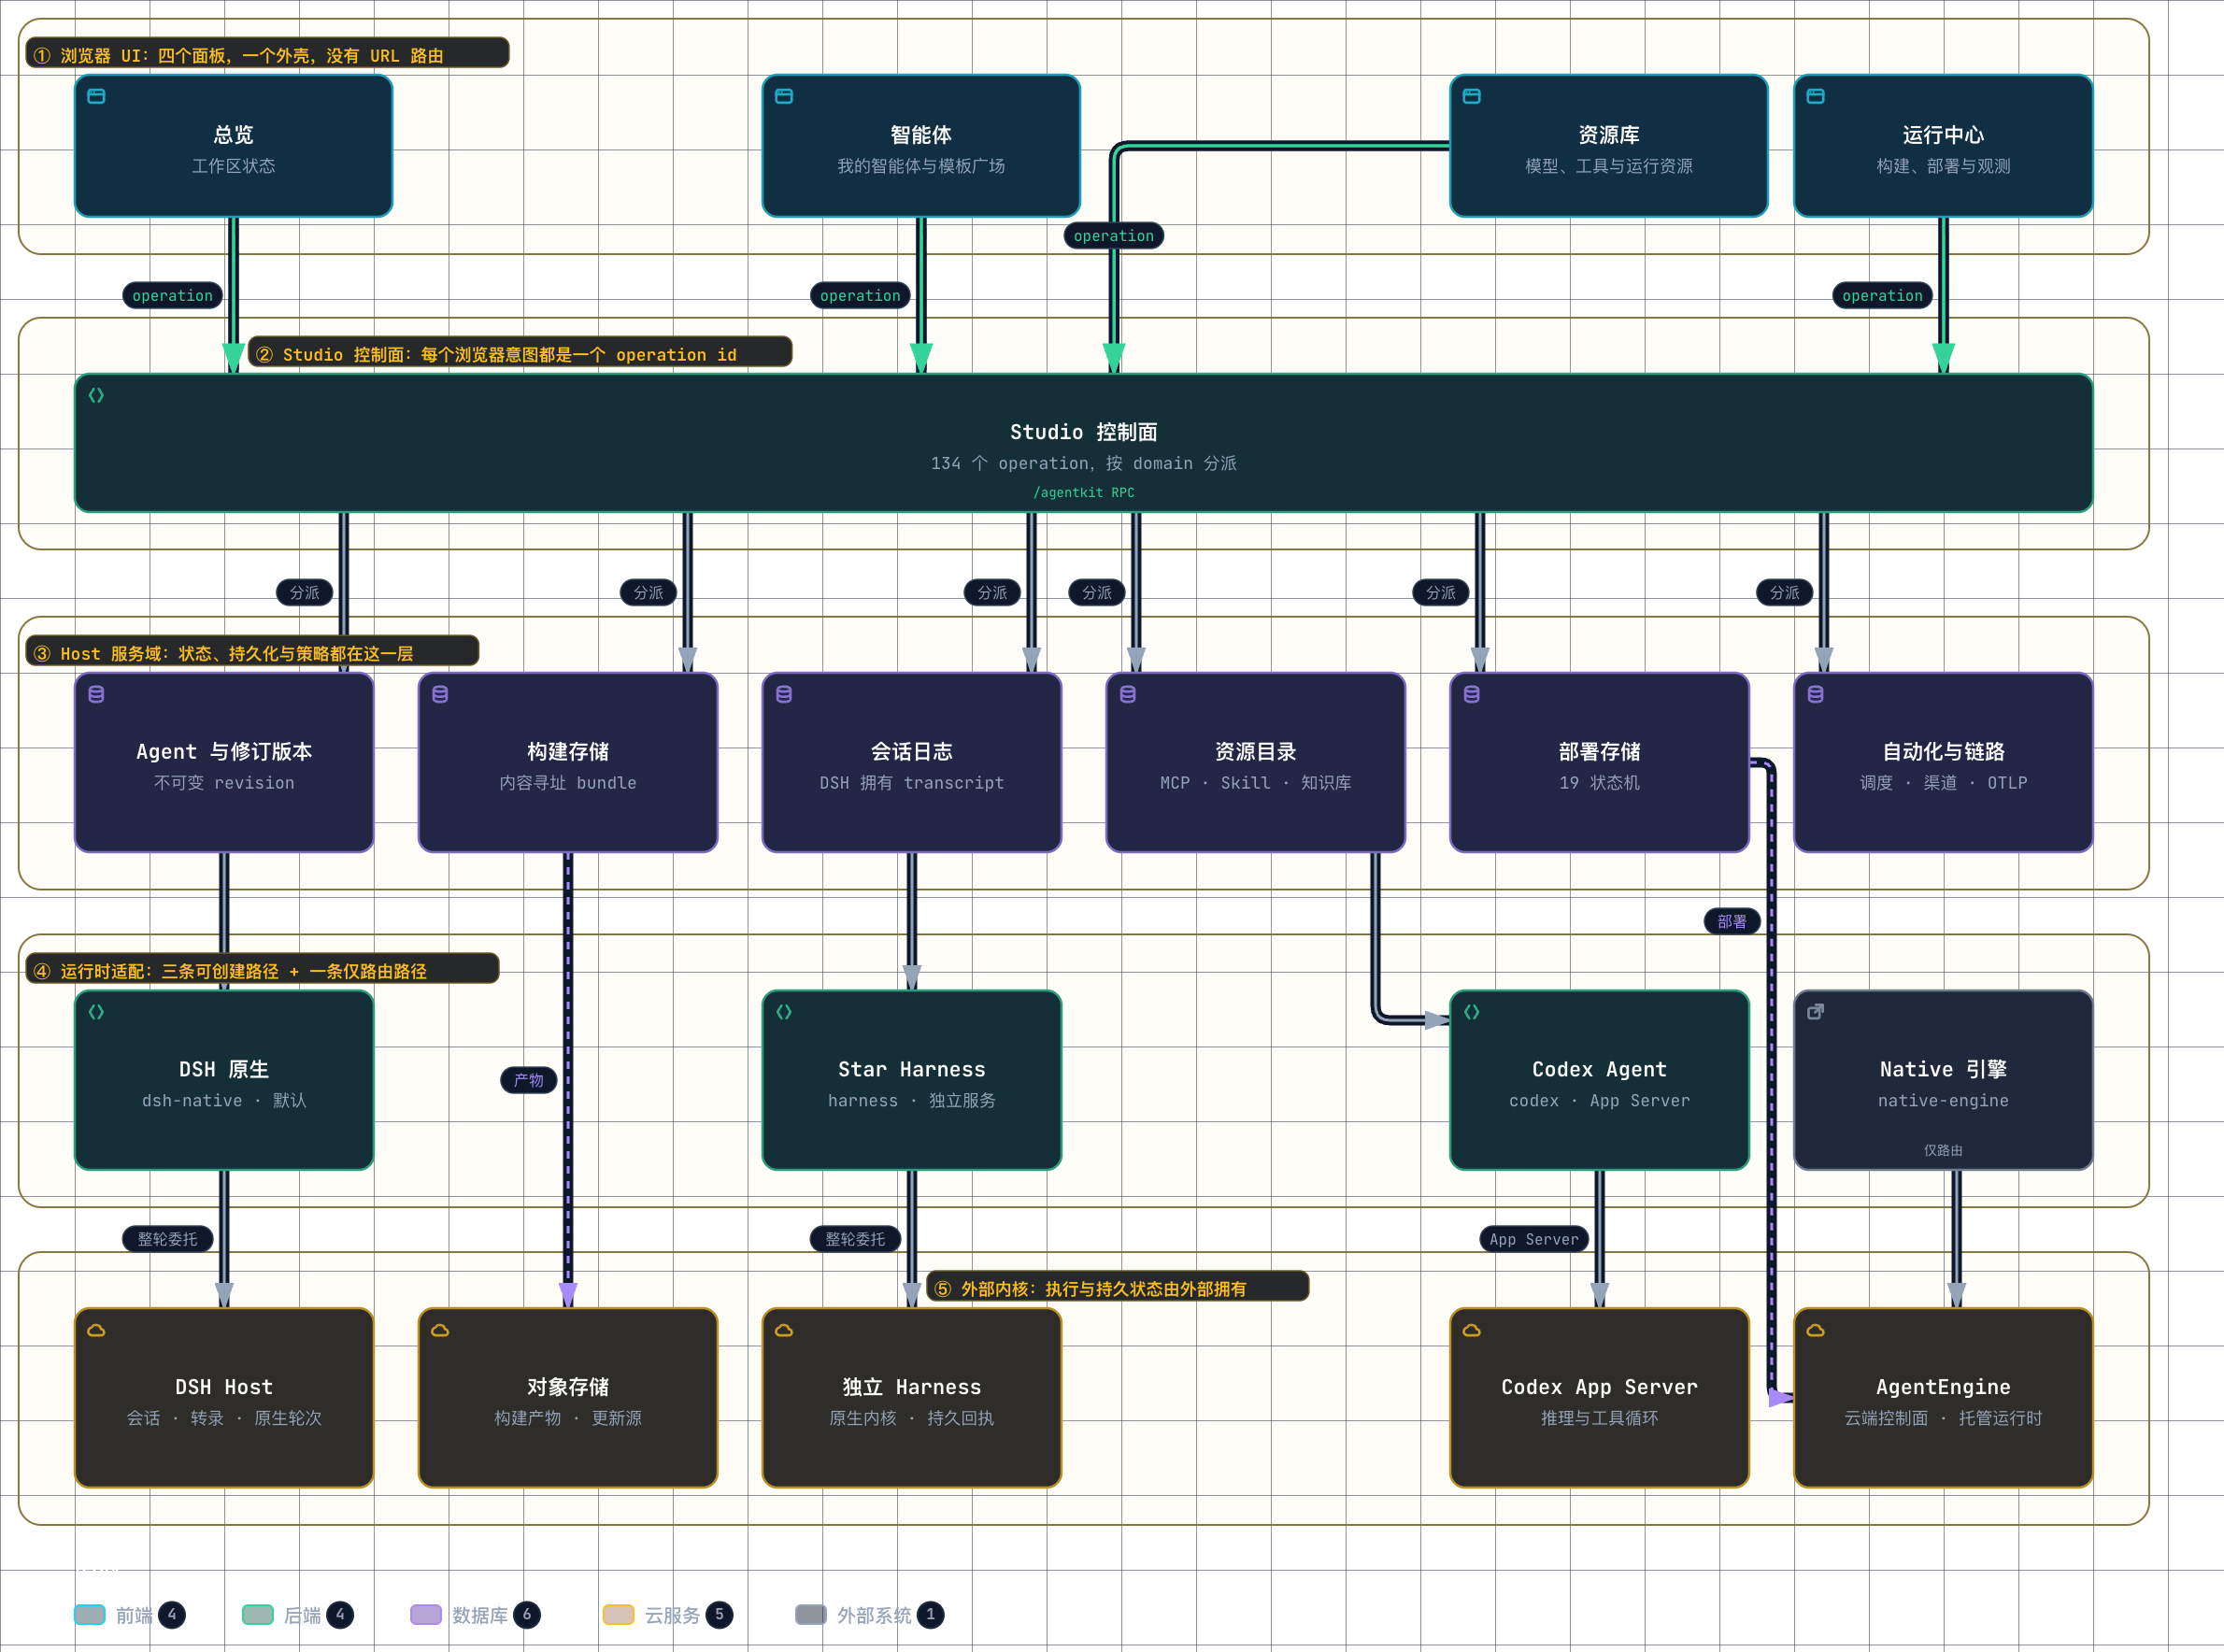 ① 浏览器 UI：四个面板，一个外壳，没有 URL 路由
总览
工作区状态
智能体
我的智能体与模板广场
资源库
模型、工具与运行资源
运行中心
构建、部署与观测
operation
operation
operation
operation
② Studio 控制面：每个浏览器意图都是一个 operation id
Studio 控制面
134 个 operation，按 domain 分派
/agentkit RPC
分派
分派
分派
分派
分派
分派
③ Host 服务域：状态、持久化与策略都在这一层
Agent 与修订版本
不可变 revision
构建存储
内容寻址 bundle
会话日志
DSH 拥有 transcript
资源目录
MCP · Skill · 知识库
部署存储
19 状态机
自动化与链路
调度 · 渠道 · OTLP
部署
④ 运行时适配：三条可创建路径 + 一条仅路由路径
DSH 原生
dsh-native · 默认
产物
Star Harness
harness · 独立服务
Codex Agent
codex · App Server
Native 引擎
native-engine
仅路由
整轮委托
整轮委托
App Server
⑤ 外部内核：执行与持久状态由外部拥有
DSH Host
会话 · 转录 · 原生轮次
对象存储
构建产物 · 更新源
独立 Harness
原生内核 · 持久回执
Codex App Server
推理与工具循环
AgentEngine
云端控制面 · 托管运行时
前端 4
后端 4
数据库 6
云服务 5
外部系统 1